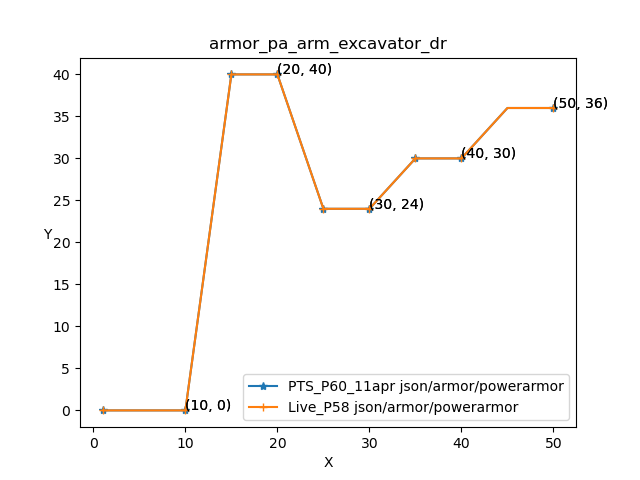 armor_pa_arm_excavator_dr
40
35
30
25
20
15
10
5
0
Y
(20, 40)
(50, 36)
(40, 30)
(30, 24)
(10, 0)
PTS_P60_11apr json/armor/powerarmor
Live_P58 json/armor/powerarmor
0 10 20 30 40 50
X